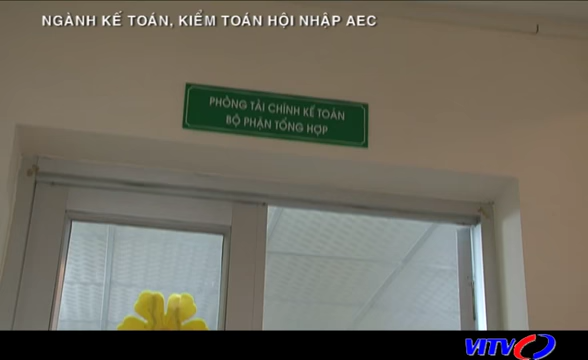 NGÀNH KẾ TOÁN, KIỂM TOÁN HỘI NHẬP AEC
PHÒNG TÀI CHÍNH KẾ TOÁN
BỘ PHẬN TỔNG HỢP
VITV